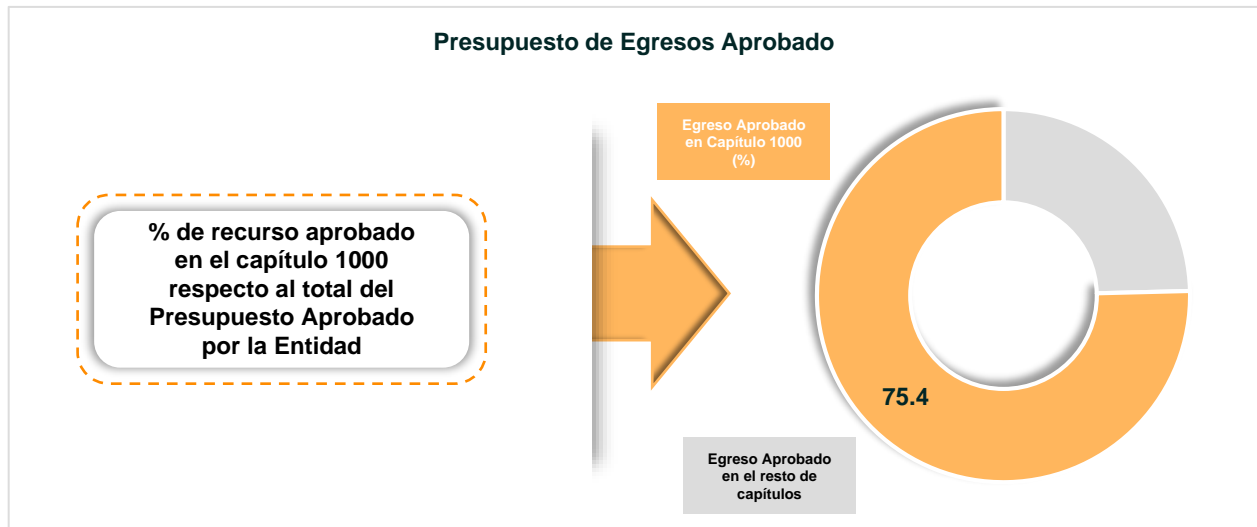 Presupuesto de Egresos Aprobado
Egreso Aprobado
en Capítulo 1000
(%)
% de recurso aprobado
en el capítulo 1000
respecto al total del
Presupuesto Aprobado
por la Entidad
75.4
Egreso Aprobado
en el resto de
capítulos